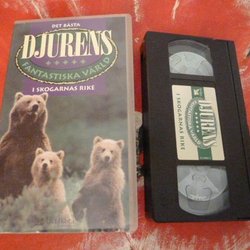 DET BÄSTA
DJURENS
FANTASTISKA VÄRLD
I SKOGARNAS RIKE
I SKOGARNAS RIKE
DJURENS